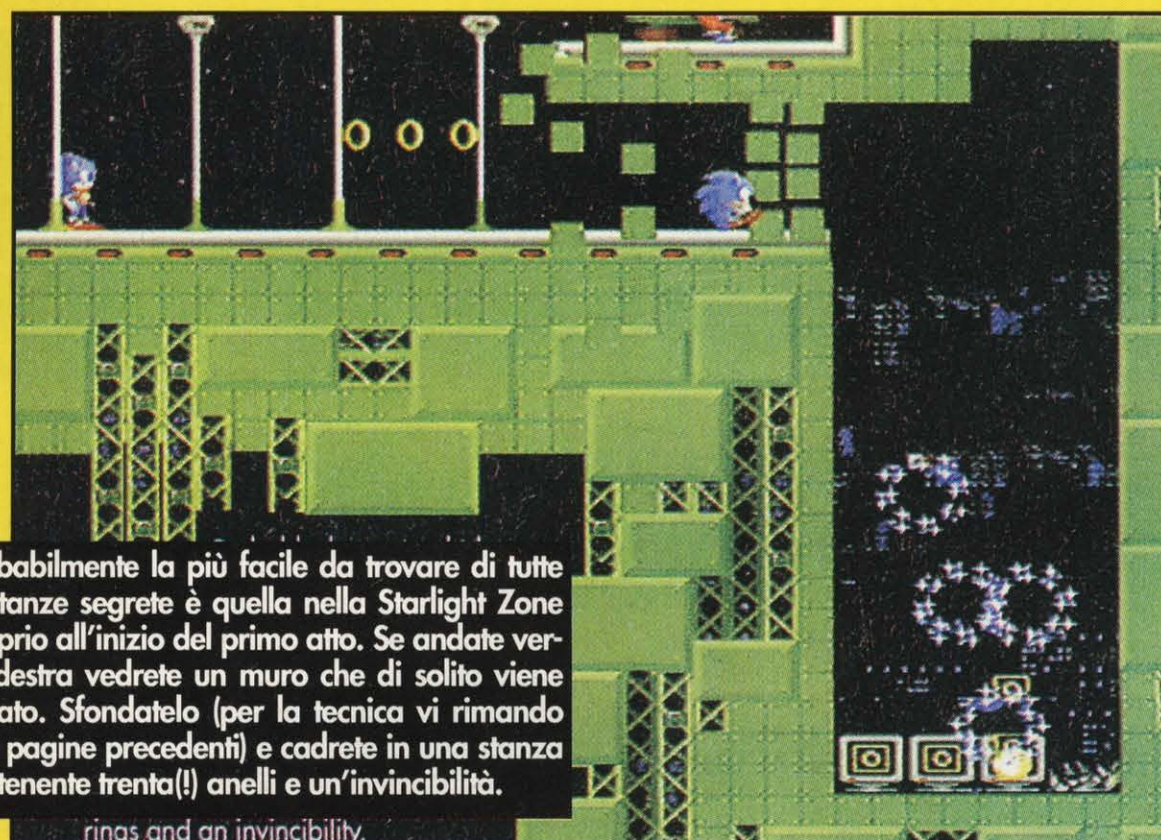 babilmente la più facile da trovare di tutte
tanze segrete è quella nella Starlight Zone
prio all'inizio del primo atto. Se andate ver-
destra vedrete un muro che di solito viene
ato. Sfondatelo (per la tecnica vi rimando
pagine precedenti) e cadrete in una stanza
tenente trenta(!) anelli e un'invincibilità.
rings and an invincibility.